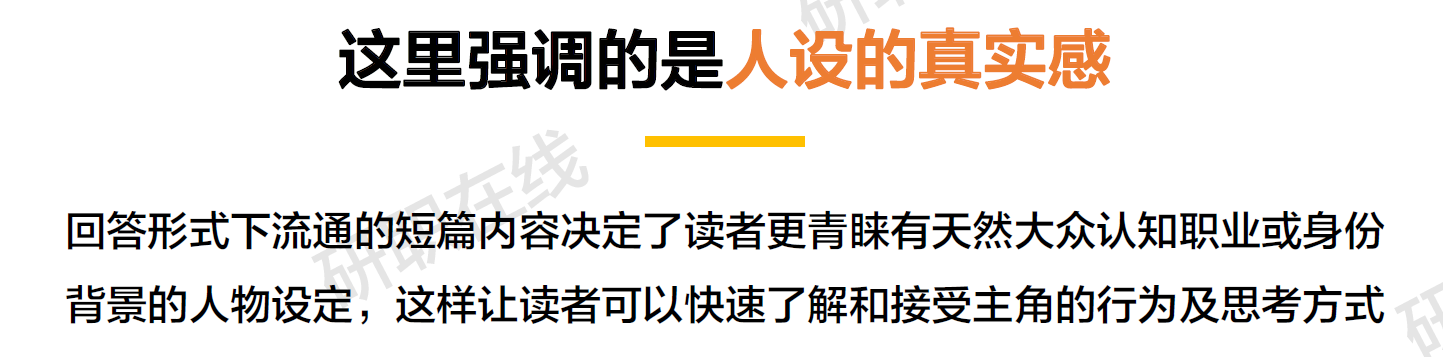 这里强调的是人设的真实感
研职在线
回答形式下流通的短篇内容决定了读者更青睐有天然大众认知职业或身份
背景的人物设定，这样让读者可以快速了解和接受主角的行为及思考方式
研